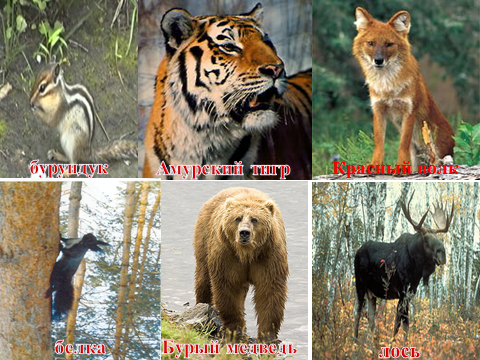 бурундук
Амурский тигр
Красный волк
белка
Бурый медведь
лось